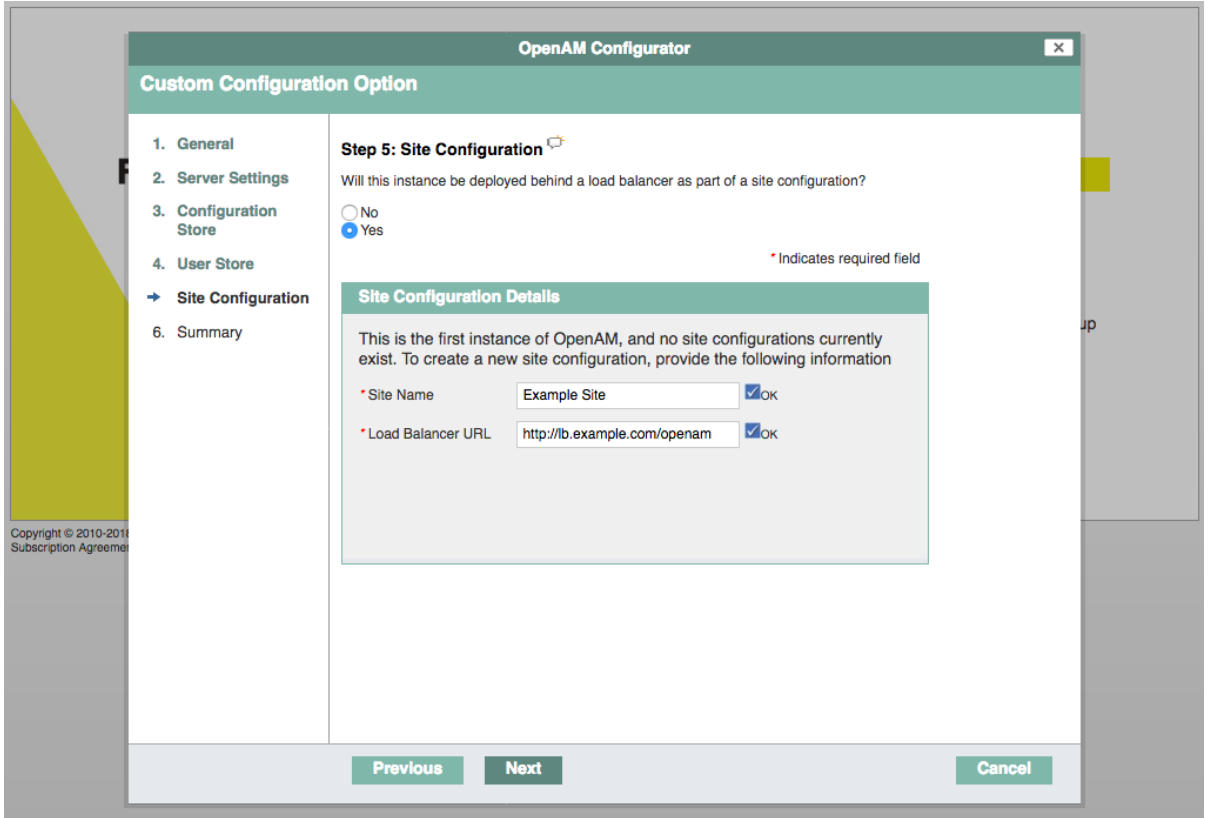 OpenAM Configurator
Custom Configuration Option
1. General
2. Server Settings
3. Configuration
Store
4. User Store
Site Configuration
6. Summary
Step 5: Site Configuration
Will this instance be deployed behind a load balancer as part of a site configuration?
No
Yes
* Indicates required field
Site Configuration Details
This is the first instance of OpenAM, and no site configurations currently
exist. To create a new site configuration, provide the following information
* Site Name Example Site OK
* Load Balancer URL http://lb.example.com/openam OK
Previous Next Cancel
up
Copyright © 2010-2018
Subscription